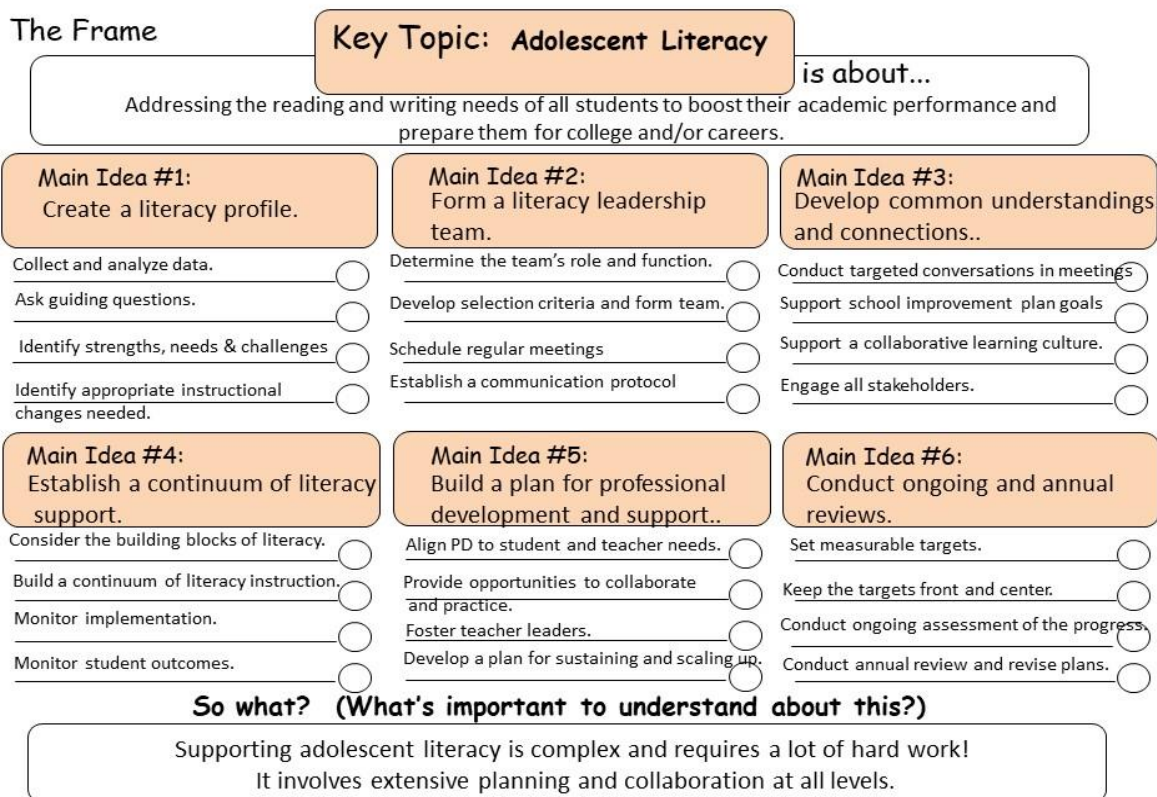 The Frame
Key Topic: Adolescent Literacy
is about...
Addressing the reading and writing needs of all students to boost their academic performance and
prepare them for college and/or careers.
Main Idea #1:
Create a literacy profile.
Collect and analyze data.
Ask guiding questions.
Identify strengths, needs & challenges
Identify appropriate instructional
changes needed.
Main Idea #2:
Form a literacy leadership
team.
Determine the team's role and function.
Develop selection criteria and form team.
Schedule regular meetings
Establish a communication protocol
Main Idea #3:
Develop common understandings
and connections..
Conduct targeted conversations in meetings
Support school improvement plan goals
Support a collaborative learning culture.
Engage all stakeholders.
Main Idea #4:
Establish a continuum of literacy
support.
Consider the building blocks of literacy.
Build a continuum of literacy instruction.
Monitor implementation.
Monitor student outcomes.
Main Idea #5:
Build a plan for professional
development and support..
Align PD to student and teacher needs.
Provide opportunities to collaborate
and practice.
Foster teacher leaders.
Develop a plan for sustaining and scaling up.
Main Idea #6:
Conduct ongoing and annual
reviews.
Set measurable targets.
Keep the targets front and center.
Conduct ongoing assessment of the progress.
Conduct annual review and revise plans.
So what? (What's important to understand about this?)
Supporting adolescent literacy is complex and requires a lot of hard work!
It involves extensive planning and collaboration at all levels.